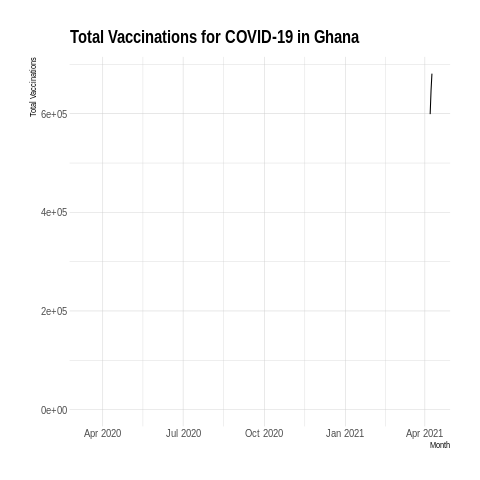 Total Vaccinations for COVID-19 in Ghana
Total Vaccinations
6e+05
4e+05
2e+05
0e+00
Apr 2020 Jul 2020 Oct 2020 Jan 2021 Apr 2021
Month